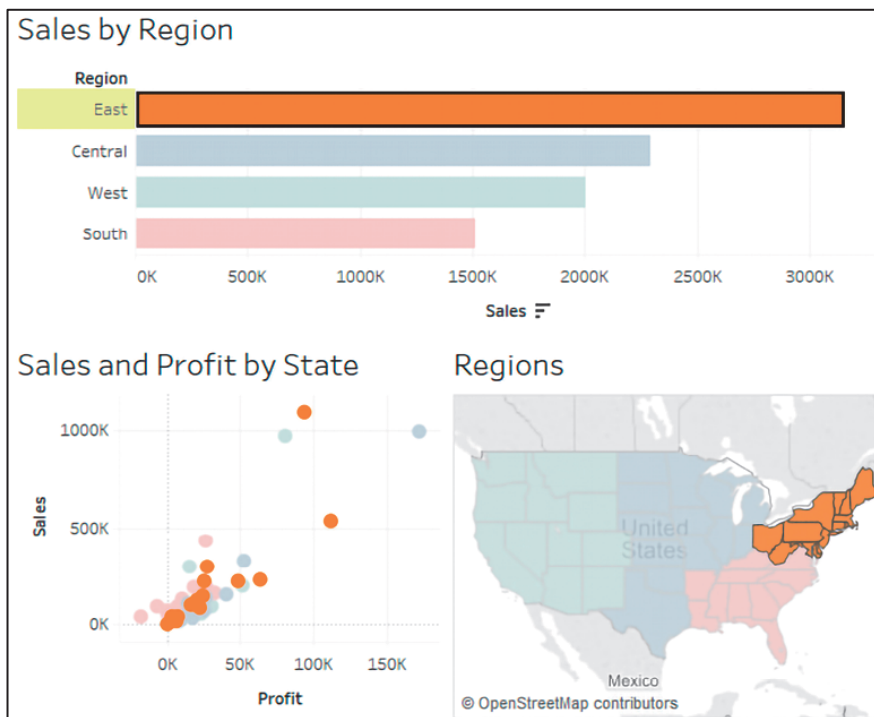 Sales by Region
Region
East
Central
West
South
0K 500K 1000K 1500K 2000K 2500K 3000K
Sales
Sales and Profit by State
1000K
500K
0K
Sales
0K 50K 100K 150K
Profit
Regions
United
States
Mexico
© OpenStreetMap contributors